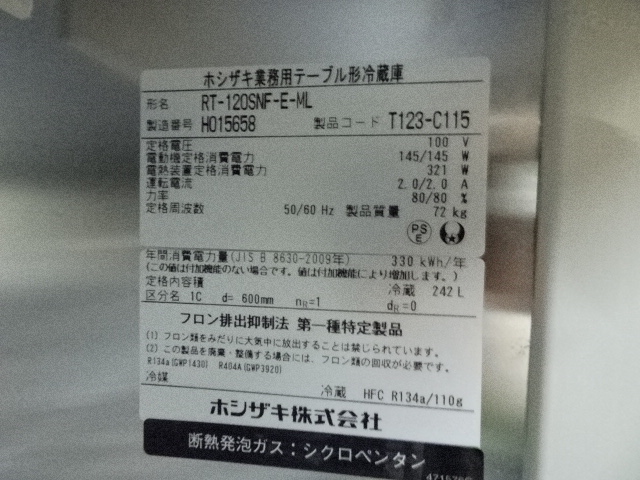 ホシザキ業務用テーブル形冷蔵庫
形名 RT-120SNF-E-ML
製造番号 H015658 製品コード T123-C115
定格電圧 100 V
電動機定格消費電力 145/145 W
電熱装置定格消費電力 321 W
運転電流 2.0/2.0 A
力率 80/80 %
定格周波数 50/60 Hz 製品質量 72 kg
PS
E
年間消費電力量(JIS B 8630-2009年) 330 kWh/年
(この値は付加機能のない場合です。値は付加機能により増加します。)
定格内容積 冷蔵 242 L
区分名 1C d= 600mm nR=1 dR=0
フロン排出抑制法 第一種特定製品
(1) フロン類をみだりに大気中に放出することは禁じられています。
(2) この製品を廃棄・整備する場合には、フロン類の回収が必要です。
R134a(GWP1430) R404A(GWP3920)
冷媒 冷蔵 HFC R134a/110g
ホシザキ株式会社
断熱発泡ガス:シクロペンタン